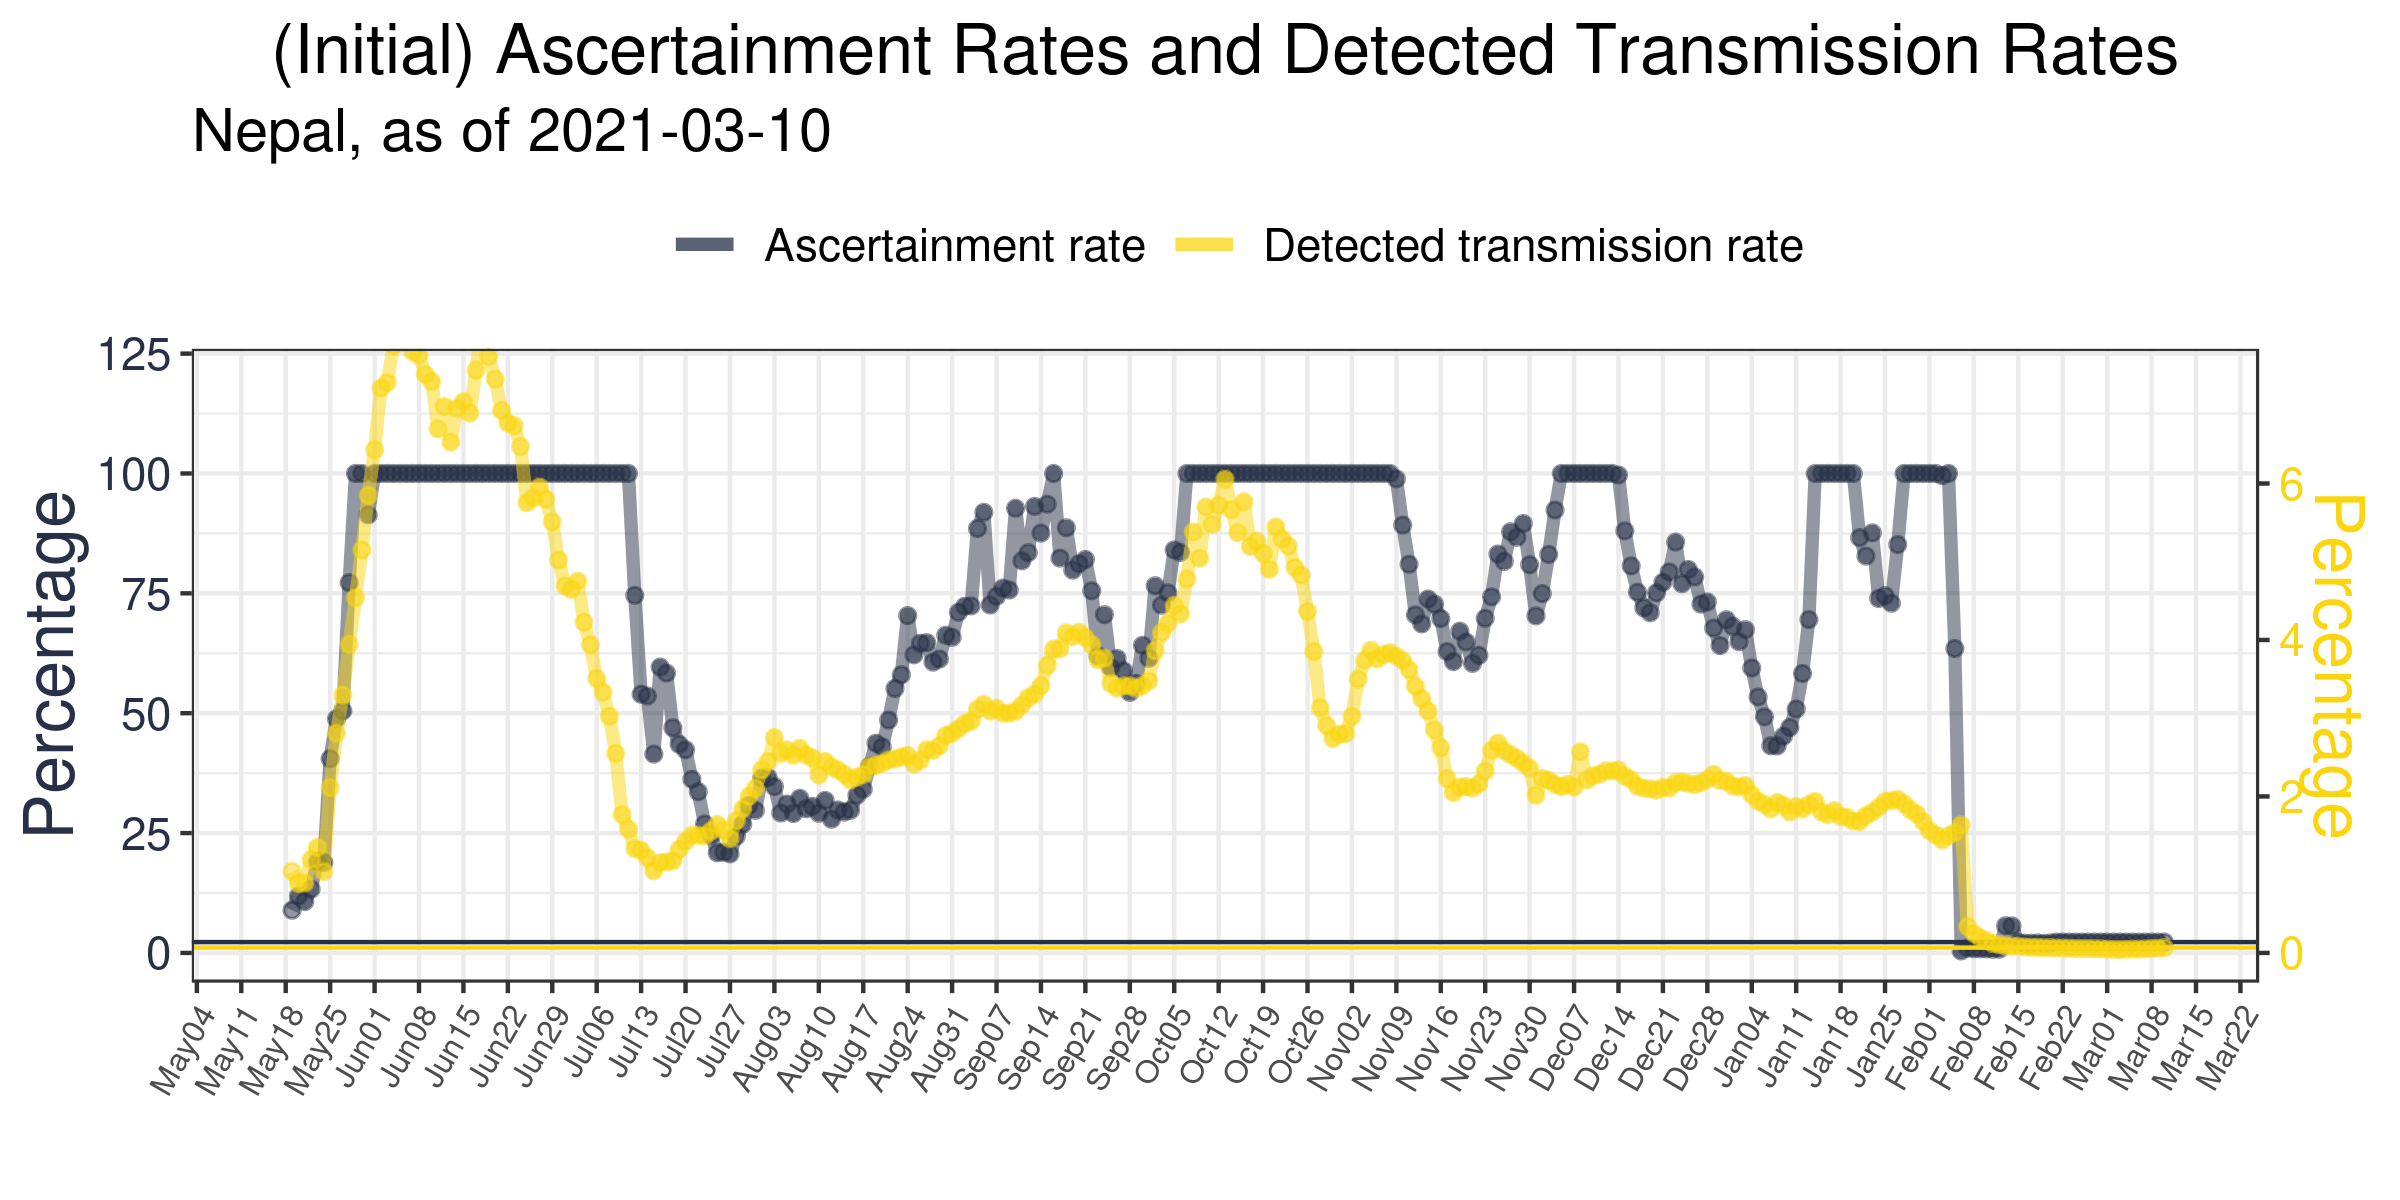 (Initial) Ascertainment Rates and Detected Transmission Rates
Nepal, as of 2021-03-10
Ascertainment rate
Detected transmission rate
125
100
75
50
25
0
Percentage
6
4
2
0
Percentage
May04
May11
May18
May25
Jun01
Jun08
Jun15
Jun22
Jun29
Jul06
Jul13
Jul20
Jul27
Aug03
Aug10
Aug17
Aug24
Aug31
Sep07
Sep14
Sep21
Sep28
Oct05
Oct12
Oct19
Oct26
Nov02
Nov09
Nov16
Nov23
Nov30
Dec07
Dec14
Dec21
Dec28
Jan04
Jan11
Jan18
Jan25
Feb01
Feb08
Feb15
Feb22
Mar01
Mar08
Mar15
Mar22